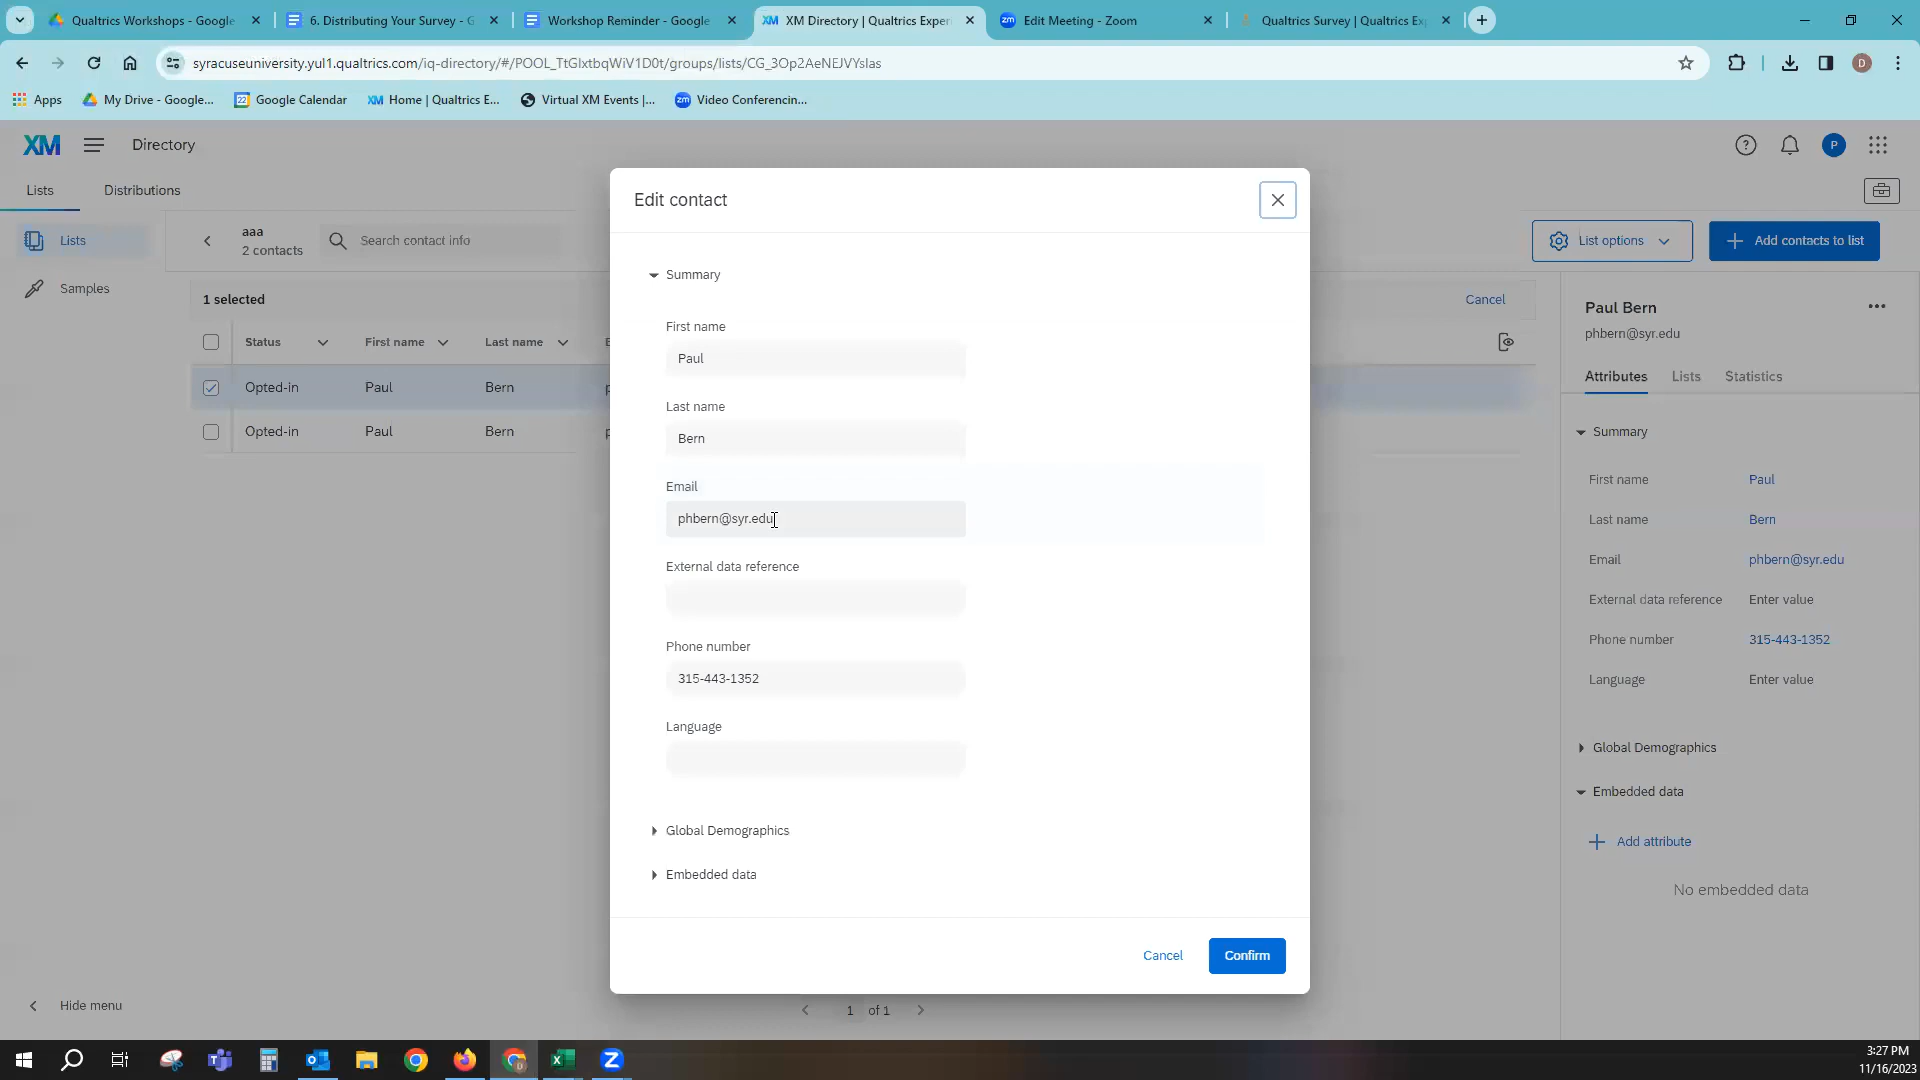 Qualtrics Workshops - Google
6. Distributing Your Survey - G
Workshop Reminder - Google
XM Directory | Qualtrics Experi
Edit Meeting - Zoom
Qualtrics Survey | Qualtrics Ex
syracuseuniversity.yul1.qualtrics.com/iq-directory/#/POOL_TtGlxtbqWiV1D0t/groups/lists/CG_3Op2AeNEJVYslas
D
Apps
My Drive - Google...
Google Calendar
XM Home | Qualtrics E...
Virtual XM Events |...
Video Conferencin...
XM
Directory
P
Lists
Distributions
Lists
aaa
2 contacts
Search contact info
List options
Add contacts to list
Samples
1 selected
Cancel
Status
First name
Last name
Opted-in
Paul
Bern
Opted-in
Paul
Bern
Edit contact
Summary
First name
Paul
Last name
Bern
Email
phbern@syr.edu
External data reference
Phone number
315-443-1352
Language
Global Demographics
Embedded data
Cancel
Confirm
Paul Bern
phbern@syr.edu
Attributes
Lists
Statistics
Summary
First name
Paul
Last name
Bern
Email
phbern@syr.edu
External data reference
Enter value
Phone number
315-443-1352
Language
Enter value
Global Demographics
Embedded data
Add attribute
No embedded data
Hide menu
1 of 1
3:27 PM
11/16/2023